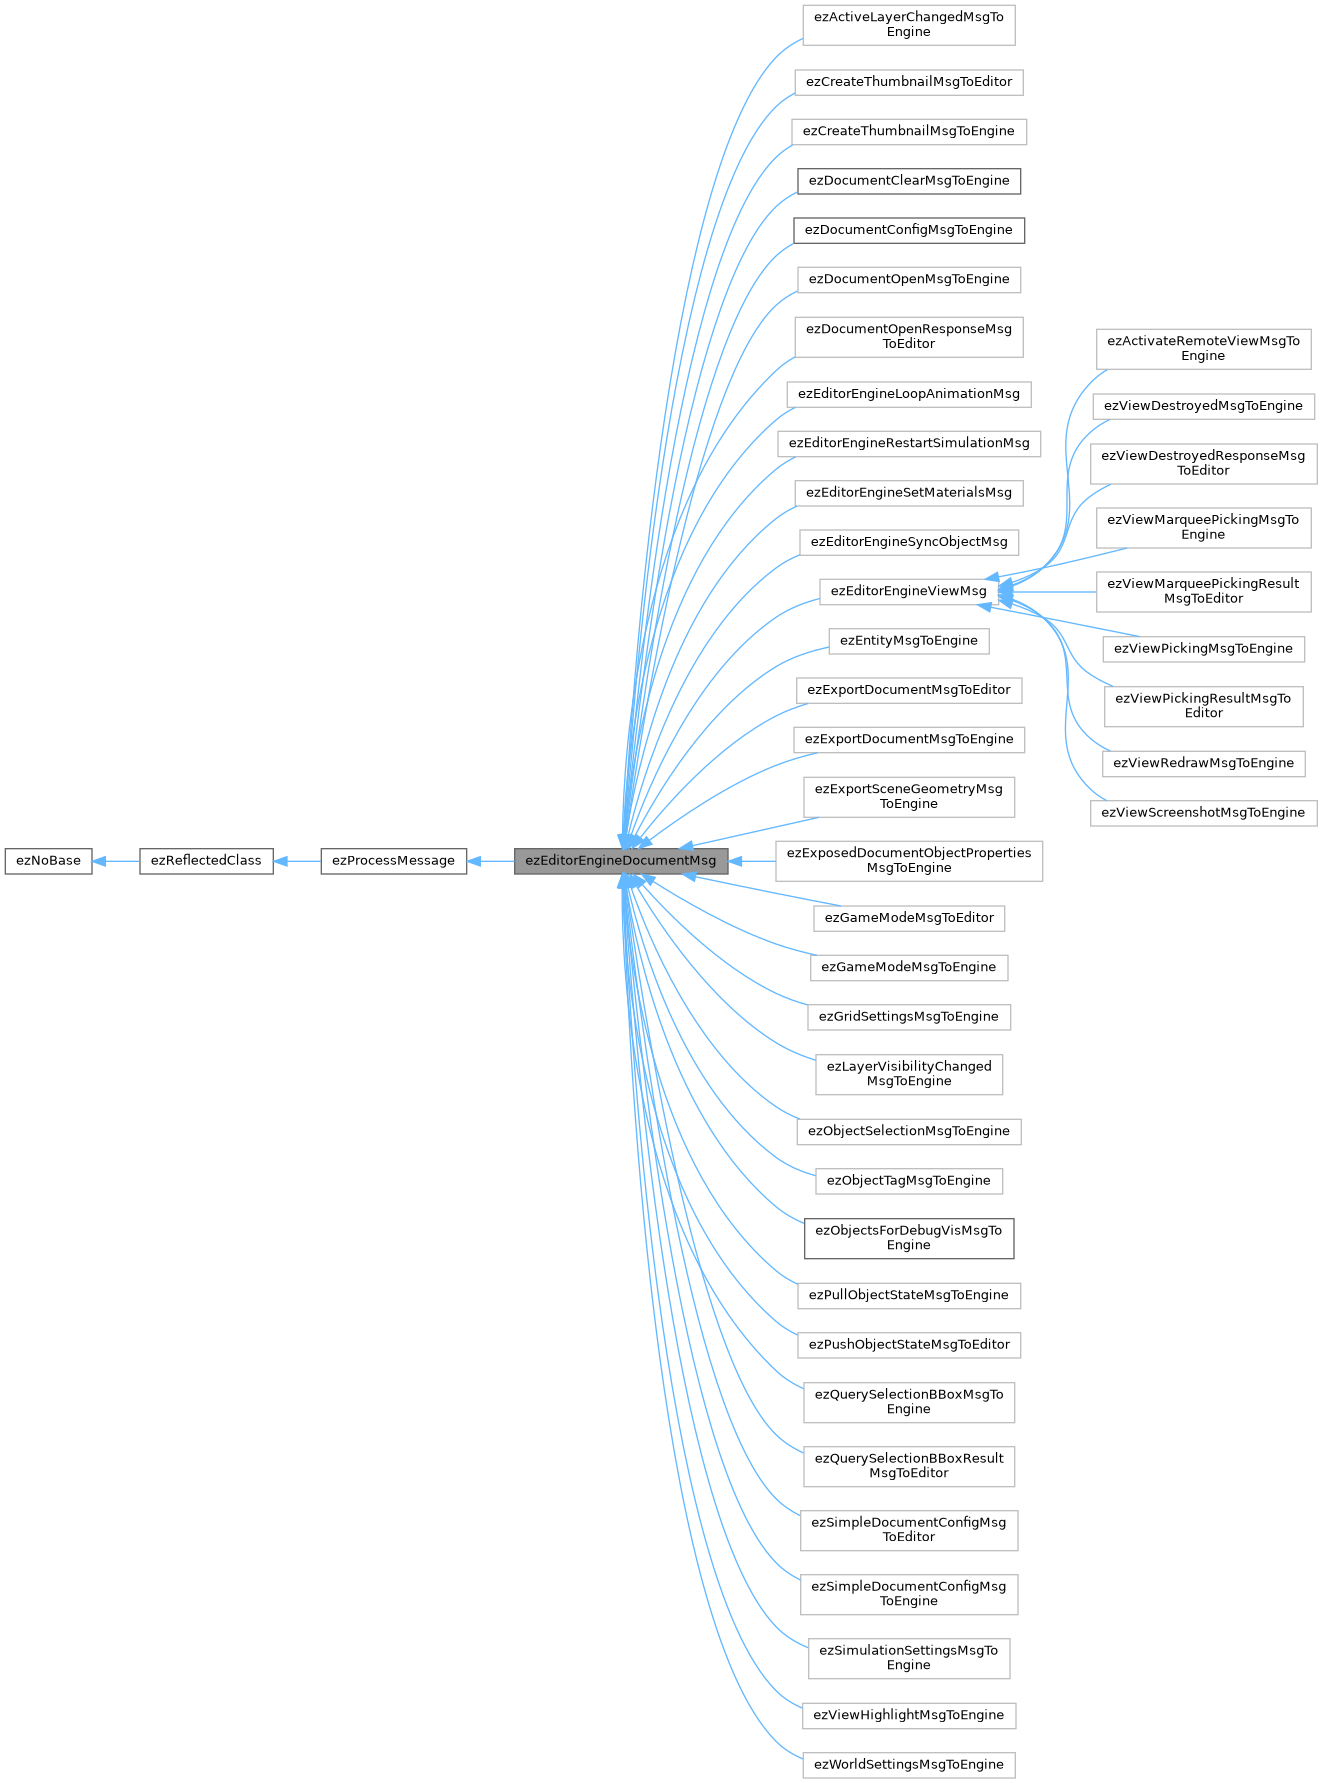 ezActiveLayerChangedMsgTo
Engine
ezCreateThumbnailMsgToEditor
ezCreateThumbnailMsgToEngine
ezDocumentClearMsgToEngine
ezDocumentConfigMsgToEngine
ezDocumentOpenMsgToEngine
ezDocumentOpenResponseMsg
ToEditor
ezEditorEngineLoopAnimationMsg
ezEditorEngineRestartSimulationMsg
ezEditorEngineSetMaterialsMsg
ezEditorEngineSyncObjectMsg
ezEditorEngineViewMsg
ezActivateRemoteViewMsgTo
Engine
ezViewDestroyedMsgToEngine
ezViewDestroyedResponseMsg
ToEditor
ezViewMarqueePickingMsgTo
Engine
ezViewMarqueePickingResult
MsgToEditor
ezViewPickingMsgToEngine
ezViewPickingResultMsgTo
Editor
ezViewRedrawMsgToEngine
ezViewScreenshotMsgToEngine
ezEntityMsgToEngine
ezExportDocumentMsgToEditor
ezExportDocumentMsgToEngine
ezExportSceneGeometryMsg
ToEngine
ezNoBase
ezReflectedClass
ezProcessMessage
ezEditorEngineDocumentMsg
ezExposedDocumentObjectProperties
MsgToEngine
ezGameModeMsgToEditor
ezGameModeMsgToEngine
ezGridSettingsMsgToEngine
ezLayerVisibilityChanged
MsgToEngine
ezObjectSelectionMsgToEngine
ezObjectTagMsgToEngine
ezObjectsForDebugVisMsgTo
Engine
ezPullObjectStateMsgToEngine
ezPushObjectStateMsgToEditor
ezQuerySelectionBBoxMsgTo
Engine
ezQuerySelectionBBoxResult
MsgToEditor
ezSimpleDocumentConfigMsg
ToEditor
ezSimpleDocumentConfigMsg
ToEngine
ezSimulationSettingsMsgTo
Engine
ezViewHighlightMsgToEngine
ezWorldSettingsMsgToEngine